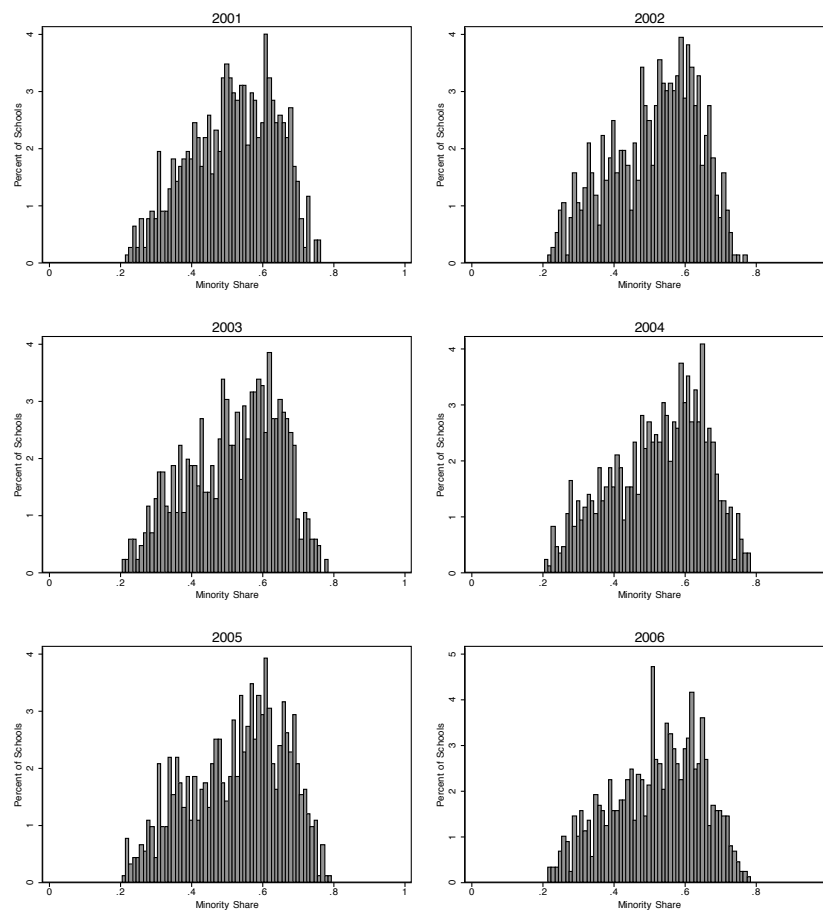 2001
Percent of Schools
0 1 2 3 4
0 .2 .4 .6 .8 1
Minority Share
2002
Percent of Schools
0 1 2 3 4
0 .2 .4 .6 .8
Minority Share
2003
Percent of Schools
0 1 2 3 4
0 .2 .4 .6 .8 1
Minority Share
2004
Percent of Schools
0 1 2 3 4
0 .2 .4 .6 .8
Minority Share
2005
Percent of Schools
0 1 2 3 4
0 .2 .4 .6 .8 1
Minority Share
2006
Percent of Schools
0 1 2 3 4 5
0 .2 .4 .6 .8
Minority Share